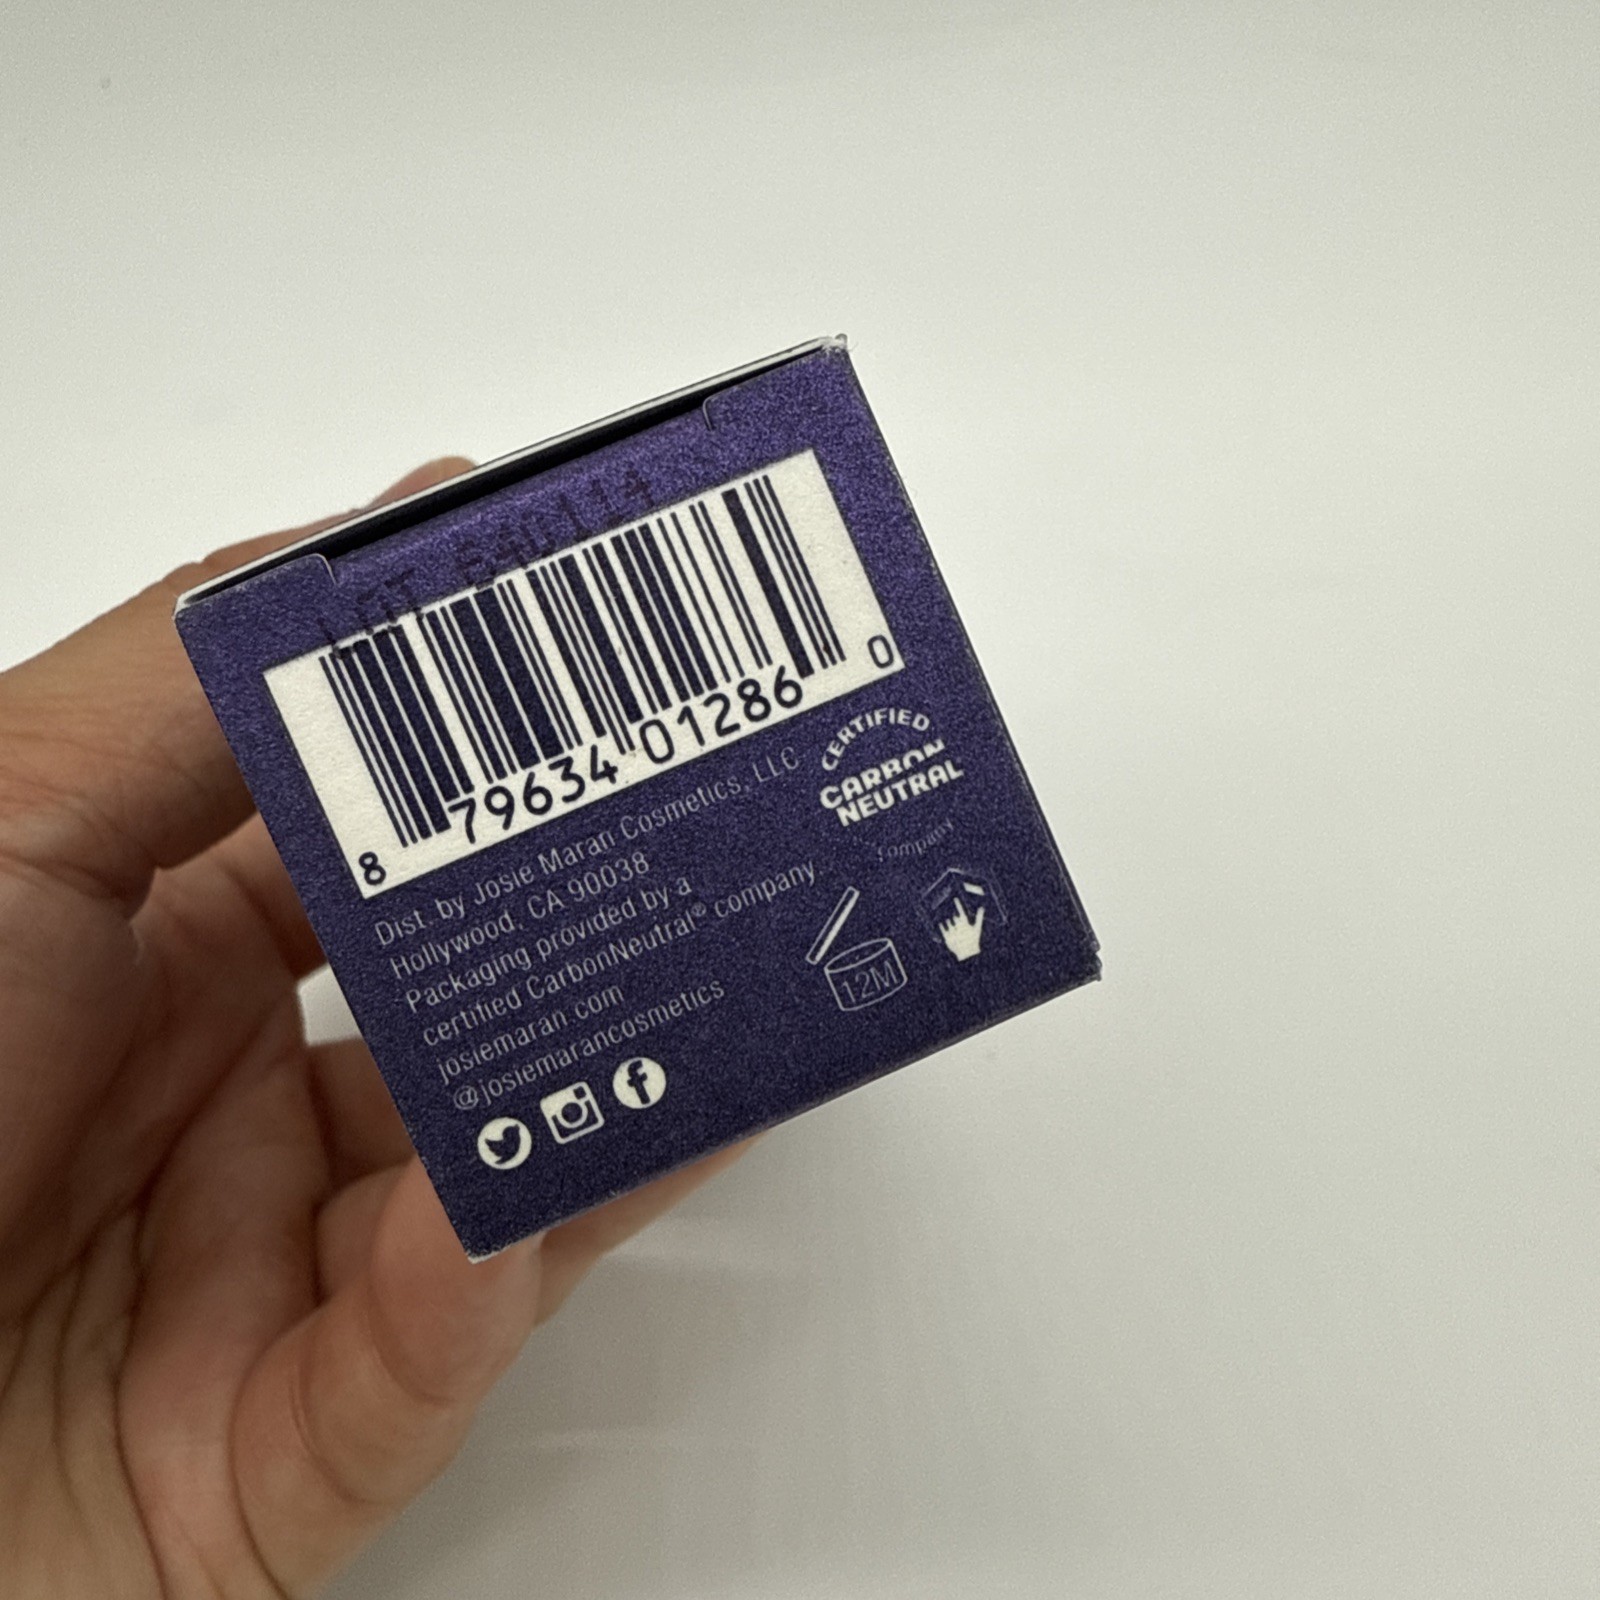 LOT
8 79634 01286 0
Dist. by Josie Maran Cosmetics, LLC
Hollywood, CA 90038
Packaging provided by a
certified CarbonNeutral® company
josiemaran.com
@josiemarancosmetics
CERTIFIED
CARBON
NEUTRAL
Company
12M